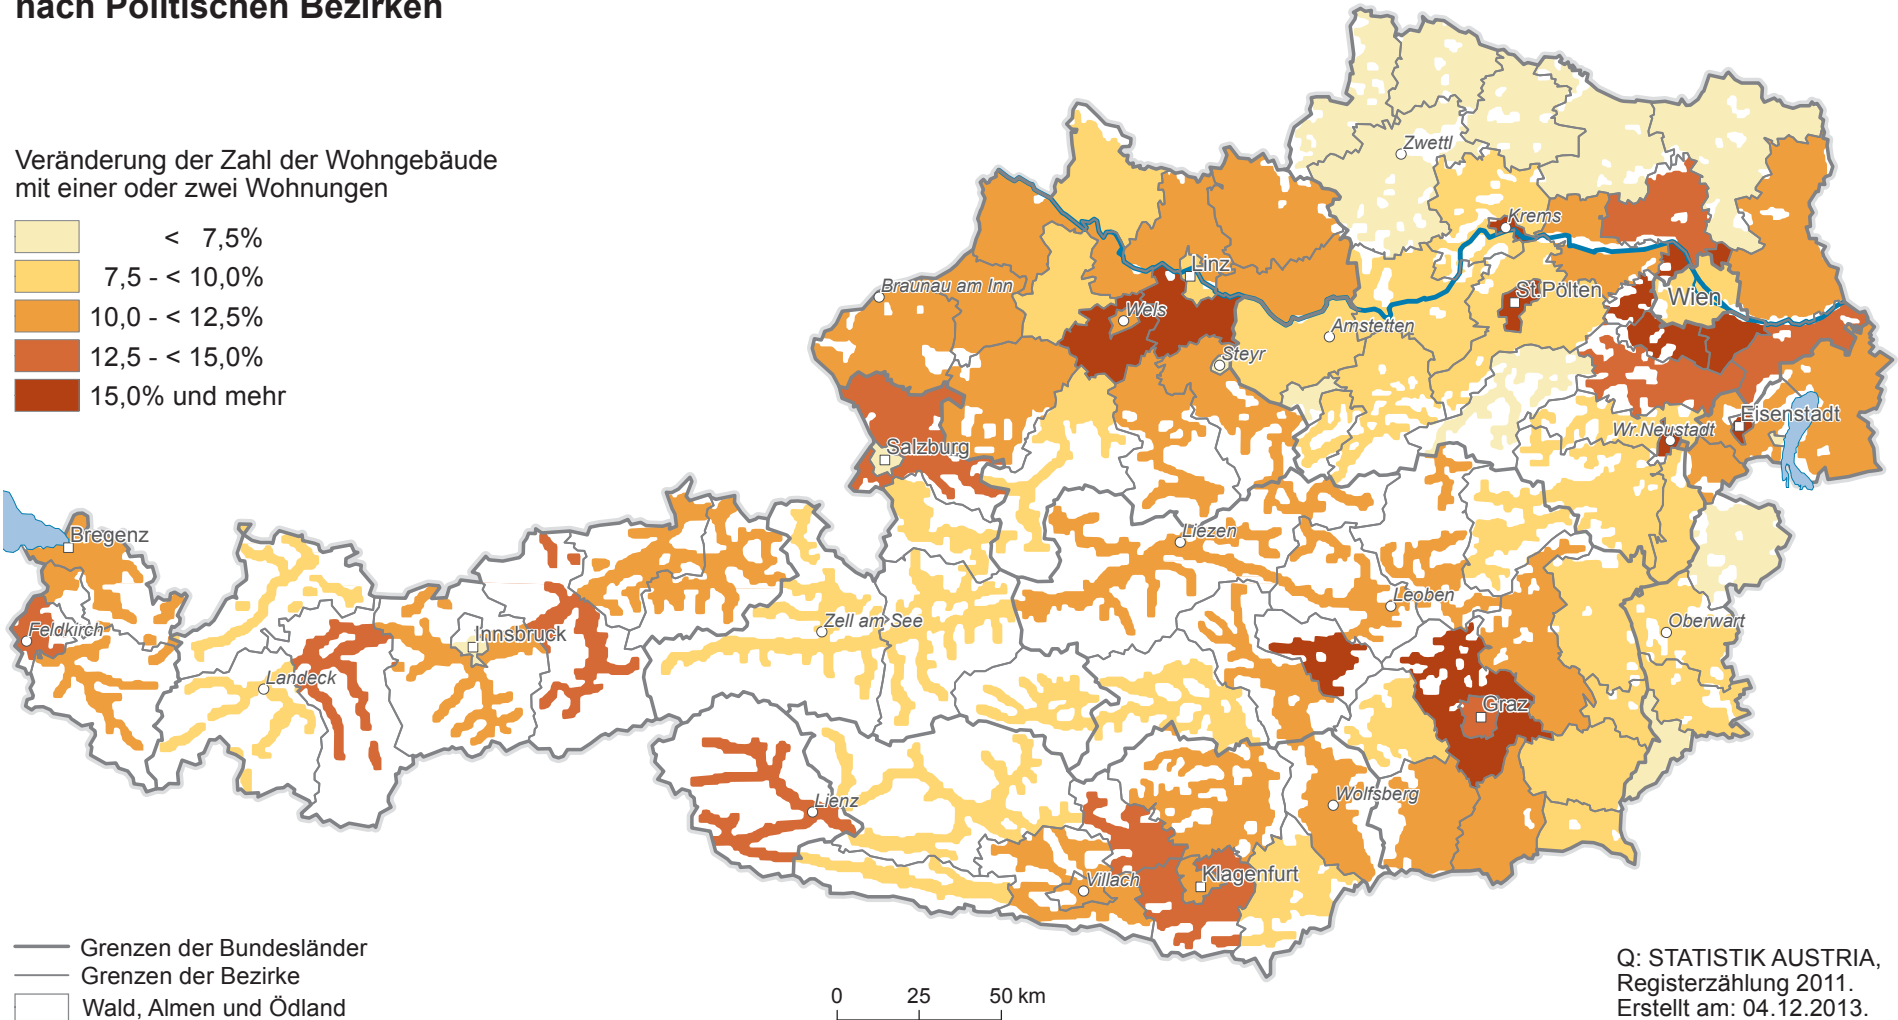 nach Politischen Bezirken
Veränderung der Zahl der Wohngebäude
mit einer oder zwei Wohnungen
< 7,5%
7,5 - < 10,0%
10,0 - < 12,5%
12,5 - < 15,0%
15,0% und mehr
Zwettl
Krems
Linz
Braunau am Inn
St.Pölten
Wien
Wels
Amstetten
Steyr
Eisenstadt
Wr.Neustadt
Salzburg
Bregenz
Liezen
Leoben
Zell am See
Oberwart
Feldkirch
Innsbruck
Landeck
Graz
Lienz
Wolfsberg
Villach
Klagenfurt
Grenzen der Bundesländer
Grenzen der Bezirke
Wald, Almen und Ödland
0 25 50 km
Q: STATISTIK AUSTRIA,
Registerzählung 2011.
Erstellt am: 04.12.2013.